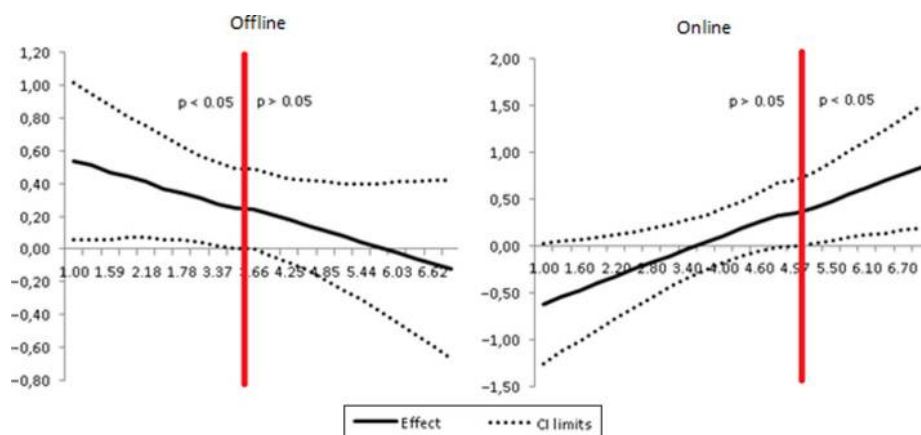 Offline
1,20
1,00
0,80
0,60
0,40
0,20
0,00
−0,20
−0,40
−0,60
−0,80
p < 0.05 p > 0.05
1.00 1.59 2.18 1.78 3.37 3.66 4.25 4.85 5.44 6.03 6.62
Online
2,00
1,50
1,00
0,50
0,00
−0,50
−1,00
−1,50
p > 0.05 p < 0.05
1.00 1.60 2.20 2.80 3.40 4.00 4.60 4.97 5.50 6.10 6.70
Effect CI limits